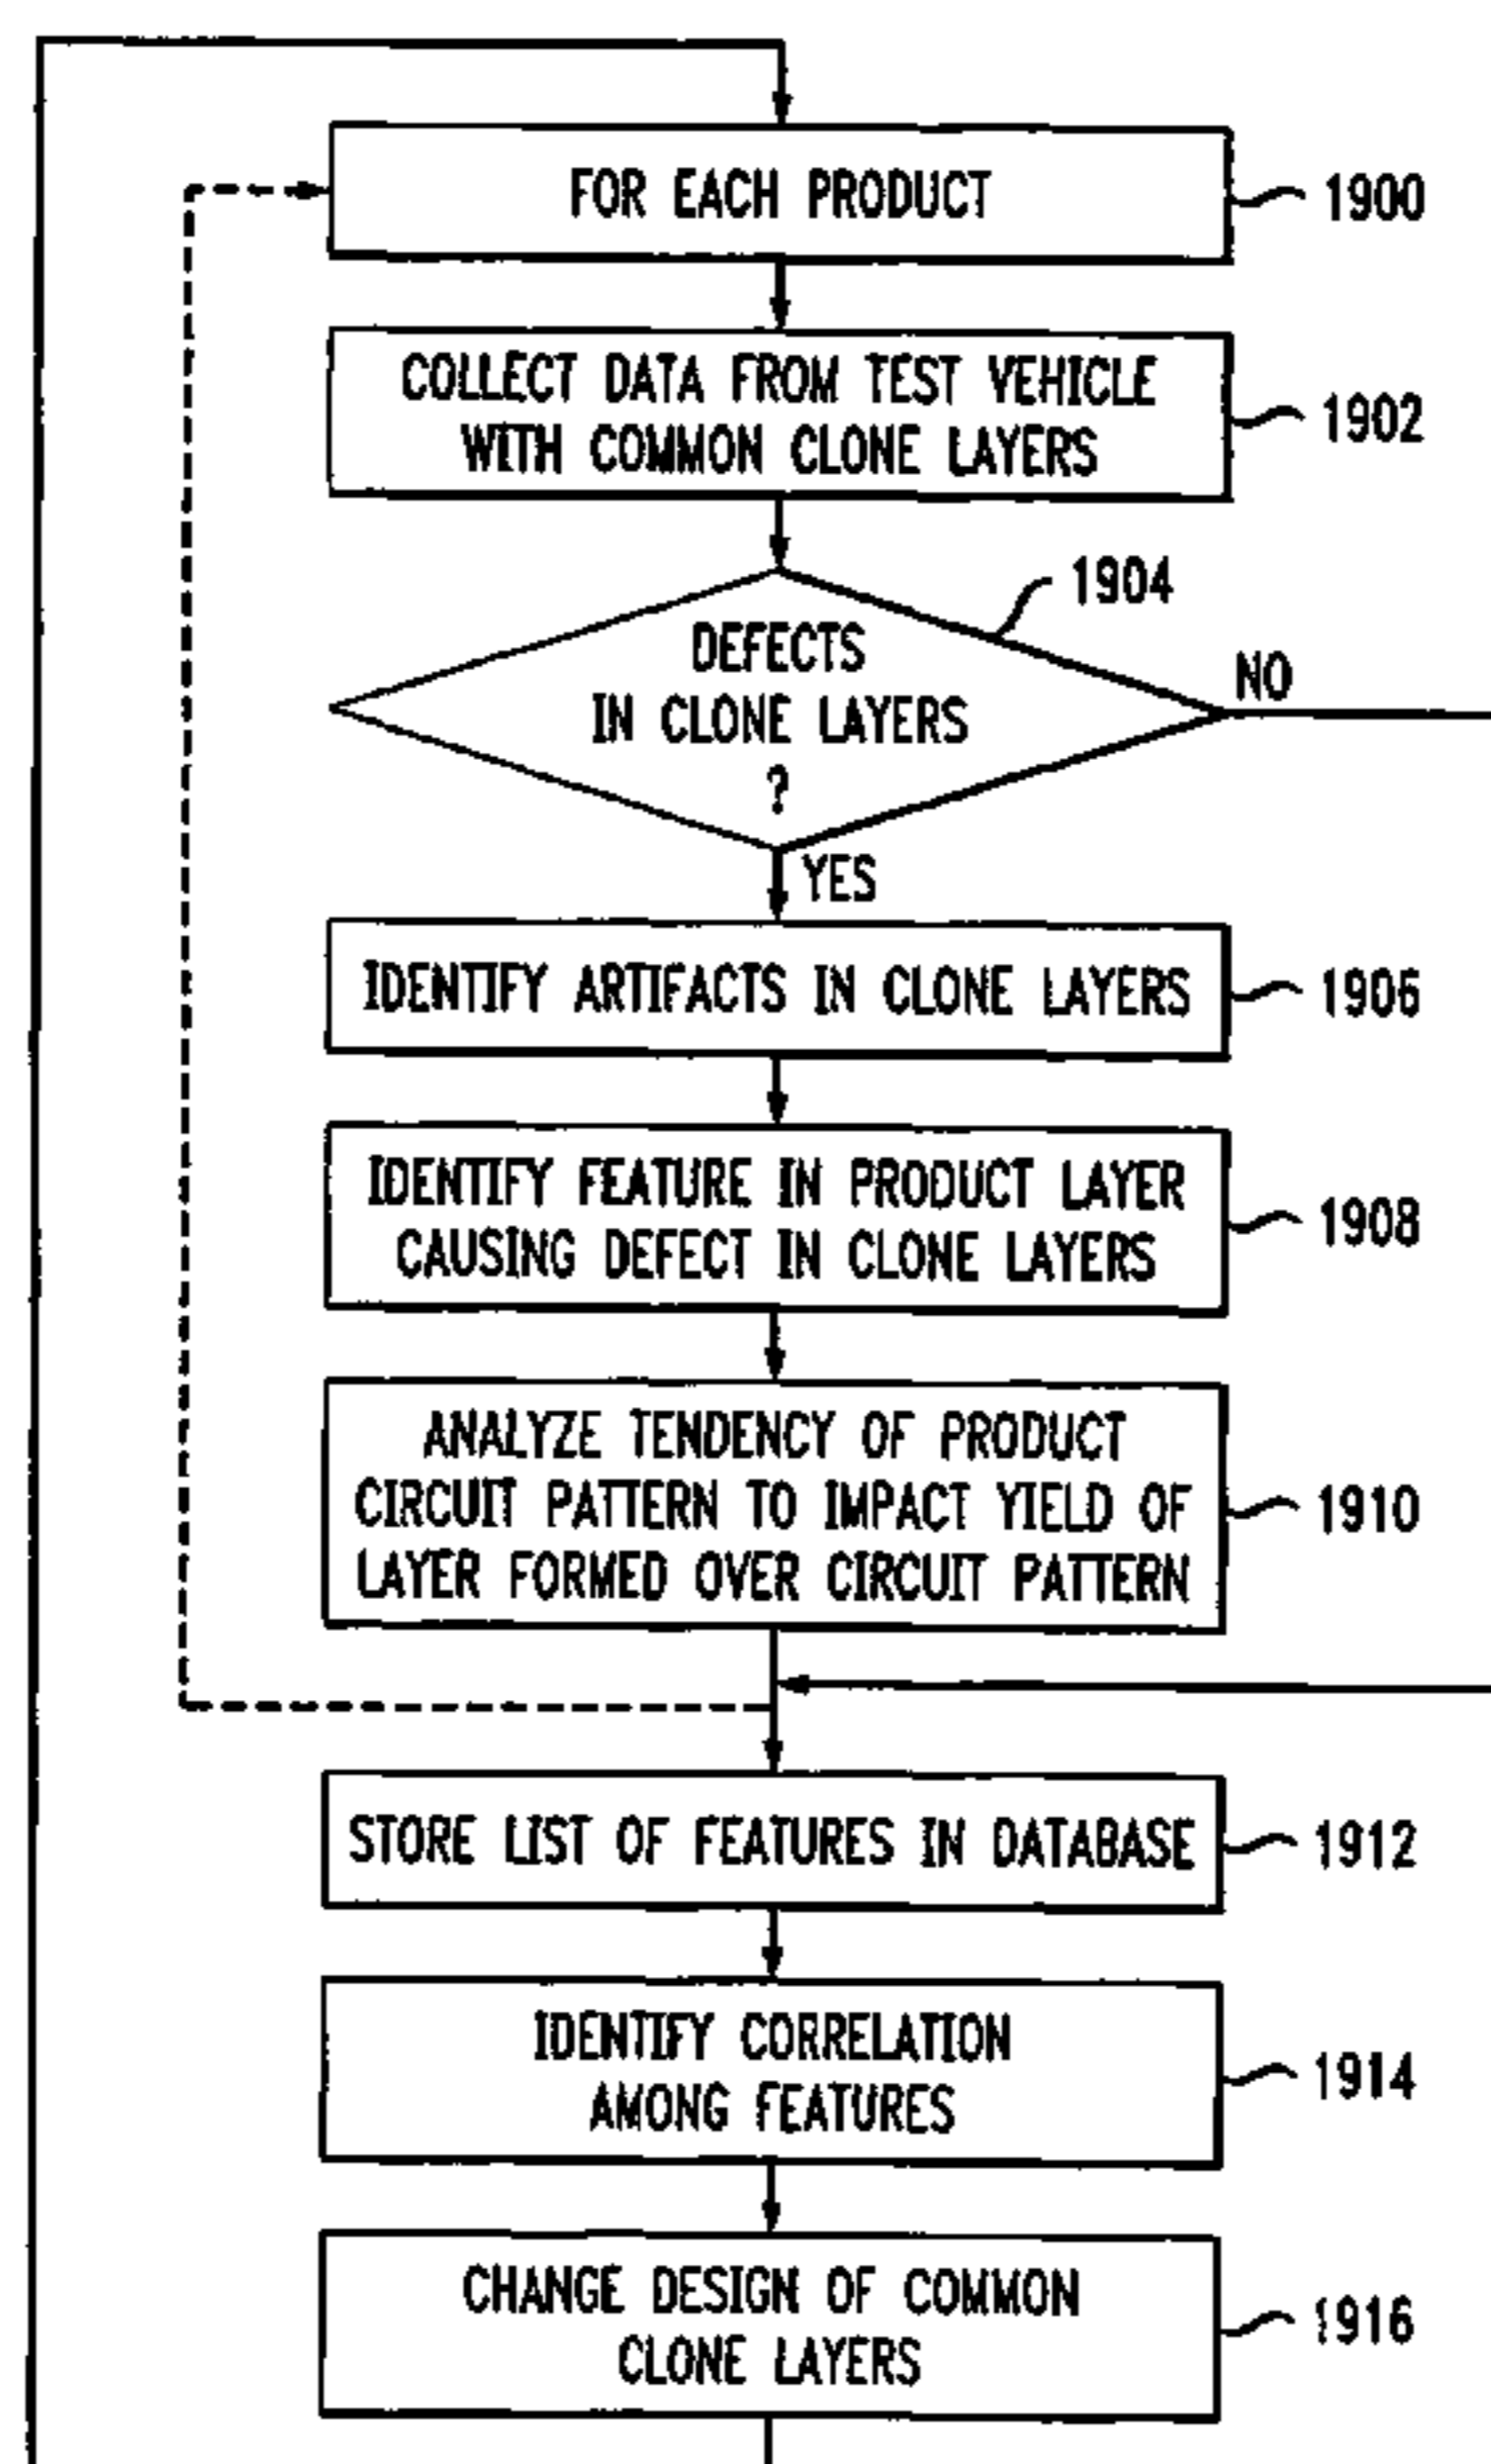 FOR EACH PRODUCT
1900
COLLECT DATA FROM TEST VEHICLE
WITH COMMON CLONE LAYERS
1902
1904
DEFECTS
IN CLONE LAYERS
?
NO
YES
IDENTIFY ARTIFACTS IN CLONE LAYERS
1906
IDENTIFY FEATURE IN PRODUCT LAYER
CAUSING DEFECT IN CLONE LAYERS
1908
ANALYZE TENDENCY OF PRODUCT
CIRCUIT PATTERN TO IMPACT YIELD OF
LAYER FORMED OVER CIRCUIT PATTERN
1910
STORE LIST OF FEATURES IN DATABASE
1912
IDENTIFY CORRELATION
AMONG FEATURES
1914
CHANGE DESIGN OF COMMON
CLONE LAYERS
1916